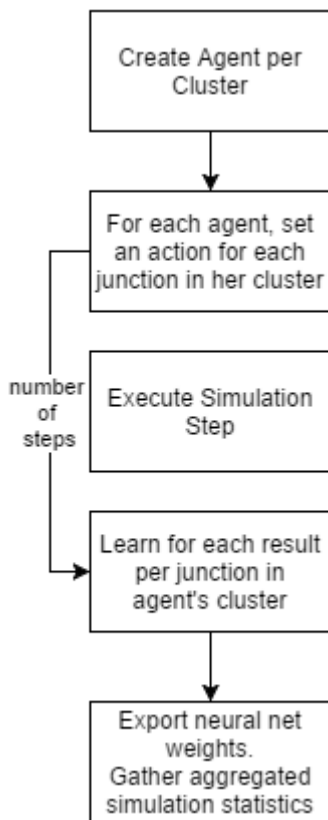 Create Agent per
Cluster
For each agent, set
an action for each
junction in her cluster
number
of
steps
Execute Simulation
Step
Learn for each result
per junction in
agent's cluster
Export neural net
weights.
Gather aggregated
simulation statistics